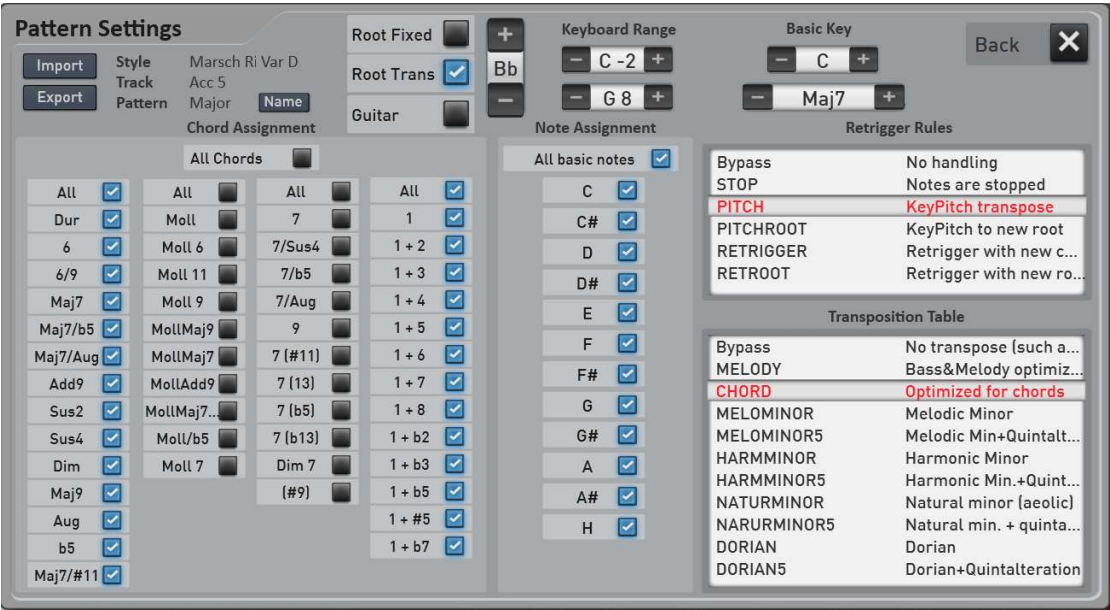 Pattern Settings
Import
Export
Style Marsch Ri Var D
Track Acc 5
Pattern Major Name
Root Fixed
Root Trans
Guitar
+
Bb
−
Keyboard Range
− C -2 +
− G 8 +
Basic Key
− C +
− Maj7 +
Back X
Chord Assignment
All Chords
All
Dur
6
6/9
Maj7
Maj7/b5
Maj7/Aug
Add9
Sus2
Sus4
Dim
Maj9
Aug
b5
Maj7/#11
All
Moll
Moll 6
Moll 11
Moll 9
MollMaj9
MollMaj7
MollAdd9
MollMaj7...
Moll/b5
Moll 7
All
7
7/Sus4
7/b5
7/Aug
9
7 (#11)
7 (13)
7 (b5)
7 (b13)
Dim 7
(#9)
All
1
1 + 2
1 + 3
1 + 4
1 + 5
1 + 6
1 + 7
1 + 8
1 + b2
1 + b3
1 + b5
1 + #5
1 + b7
Note Assignment
All basic notes
C
C#
D
D#
E
F
F#
G
G#
A
A#
H
Retrigger Rules
Bypass No handling
STOP Notes are stopped
PITCH KeyPitch transpose
PITCHROOT KeyPitch to new root
RETRIGGER Retrigger with new c...
RETROOT Retrigger with new ro...
Transposition Table
Bypass No transpose (such a...
MELODY Bass&Melody optimiz...
CHORD Optimized for chords
MELOMINOR Melodic Minor
MELOMINOR5 Melodic Min+Quintalt...
HARMMINOR Harmonic Minor
HARMMINOR5 Harmonic Min.+Quint...
NATURMINOR Natural minor (aeolic)
NARURMINOR5 Natural min. + quinta...
DORIAN Dorian
DORIAN5 Dorian+Quintalteration